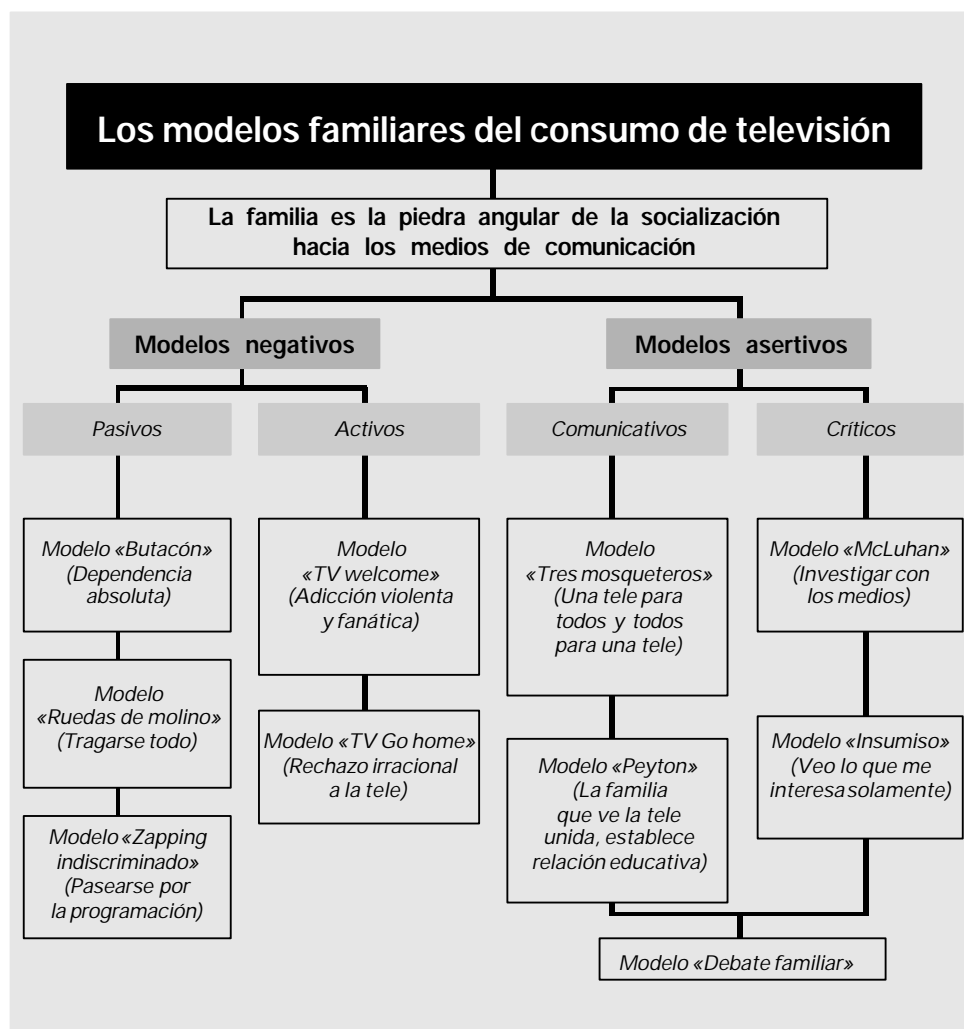 Los modelos familiares del consumo de televisión
La familia es la piedra angular de la socialización
hacia los medios de comunicación
Modelos negativos
Modelos asertivos
Pasivos
Activos
Comunicativos
Críticos
Modelo «Butacón»
(Dependencia
absoluta)
Modelo
«TV welcome»
(Adicción violenta
y fanática)
Modelo
«Tres mosqueteros»
(Una tele para
todos y todos
para una tele)
Modelo «McLuhan»
(Investigar con
los medios)
Modelo
«Ruedas de molino»
(Tragarse todo)
Modelo «TV Go home»
(Rechazo irracional
a la tele)
Modelo «Peyton»
(La familia
que ve la tele
unida, establece
relación educativa)
Modelo «Insumiso»
(Veo lo que me
interesa solamente)
Modelo «Zapping
indiscriminado»
(Pasearse por
la programación)
Modelo «Debate familiar»